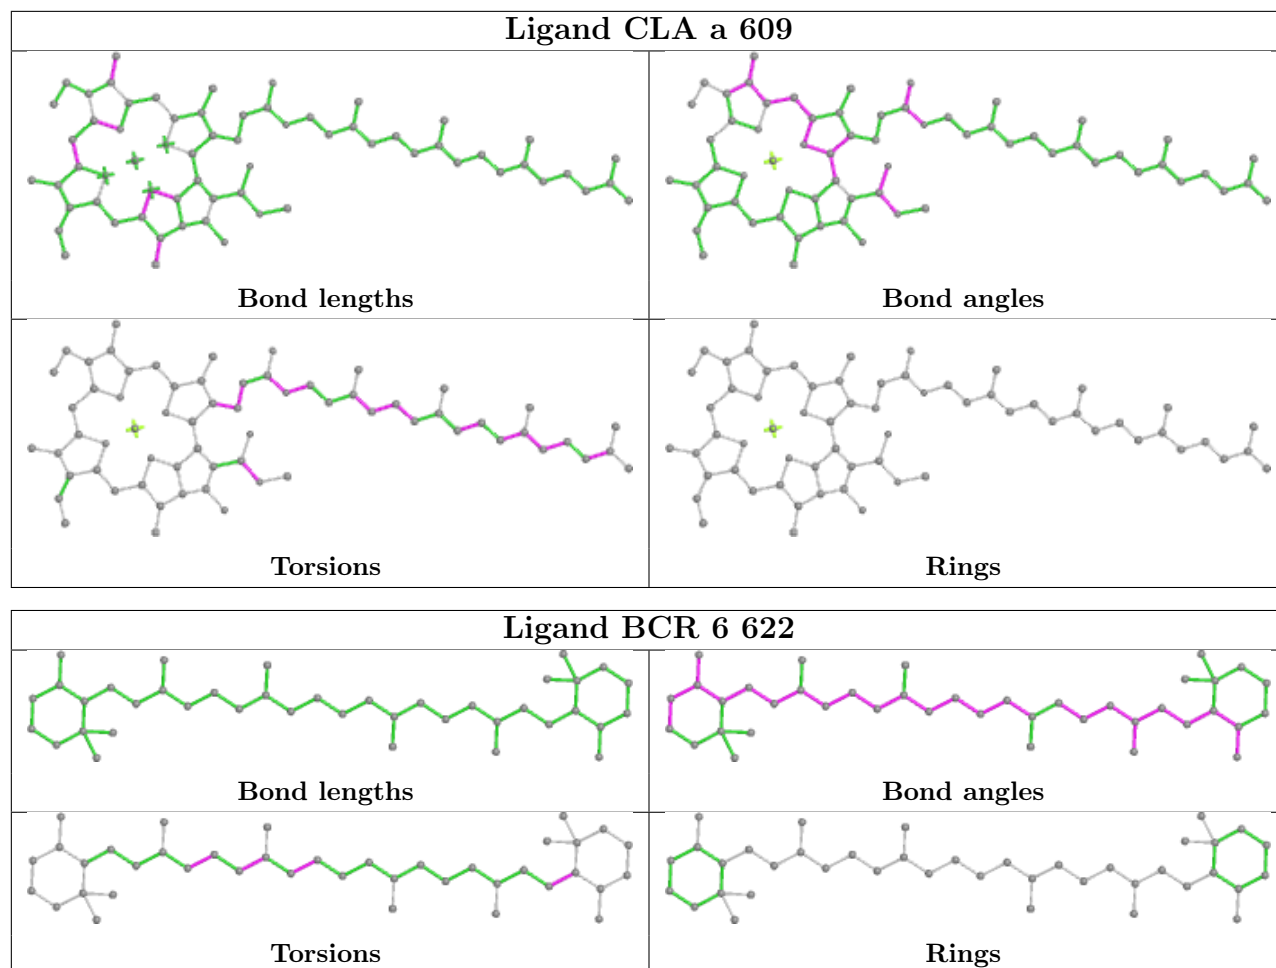 Ligand CLA a 609
Bond lengths
Bond angles
Torsions
Rings
Ligand BCR 6 622
Bond lengths
Bond angles
Torsions
Rings